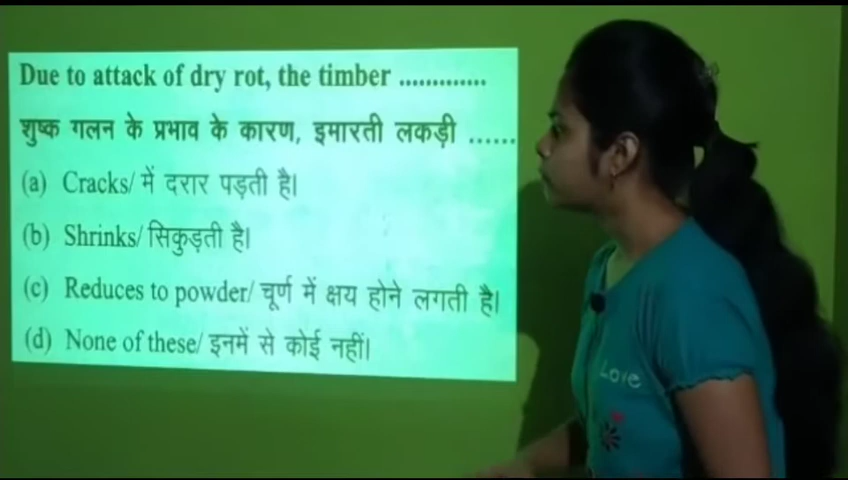 Due to attack of dry rot, the timber .............
शुष्क गलन के प्रभाव के कारण, इमारती लकड़ी ......
(a) Cracks/ में दरार पड़ती है।
(b) Shrinks/ सिकुड़ती है।
(c) Reduces to powder/ चूर्ण में क्षय होने लगती है।
(d) None of these/ इनमें से कोई नहीं।
Love